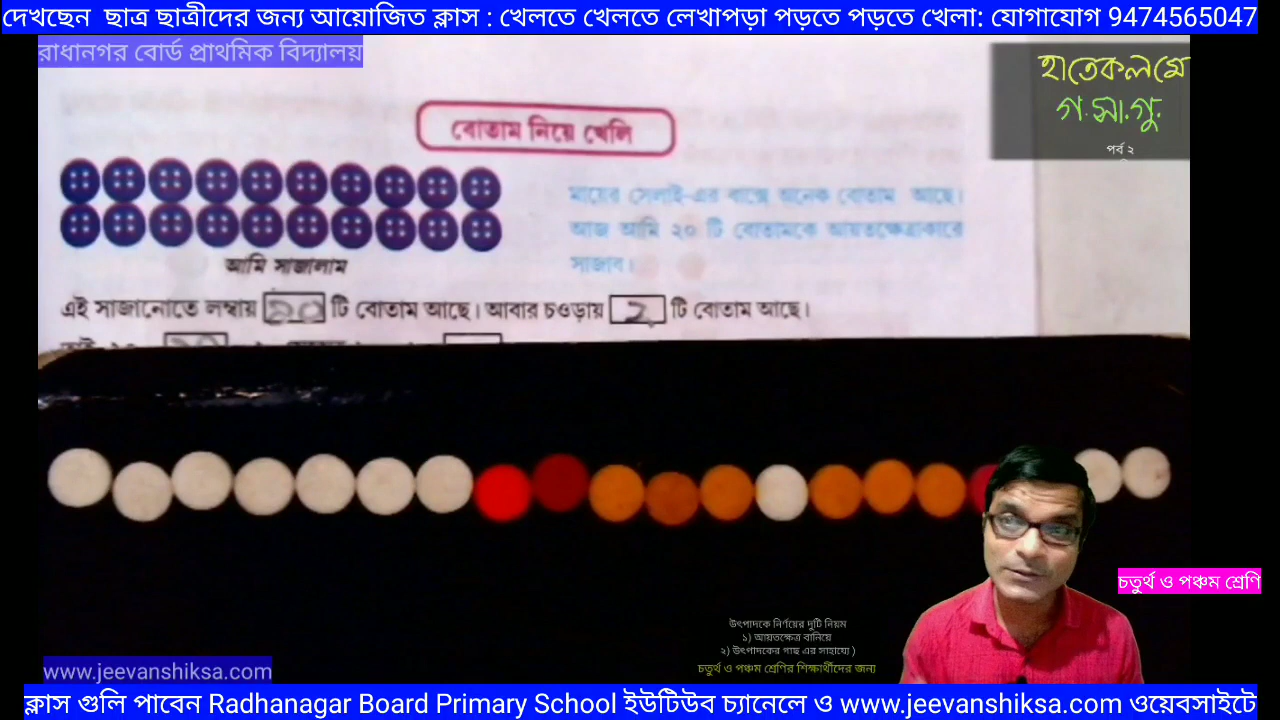 দেখছেন ছাত্র ছাত্রীদের জন্য আয়োজিত ক্লাস : খেলতে খেলতে লেখাপড়া পড়তে পড়তে খেলা: যোগাযোগ 9474565047
রাধানগর বোর্ড প্রাথমিক বিদ্যালয়
হাতেকলমে
গ.সা.গু.
পর্ব ২
বোতাম নিয়ে খেলি
মায়ের সেলাই-এর বাক্সে অনেক বোতাম আছে।
আজ আমি ২০ টি বোতামকে আয়তক্ষেত্রাকারে
সাজাব।
আমি সাজালাম
এই সাজানোতে লম্বায় ১০ টি বোতাম আছে। আবার চওড়ায় ২ টি বোতাম আছে।
চতুর্থ ও পঞ্চম শ্রেণি
উৎপাদকে নির্ণয়ের দুটি নিয়ম
১) আয়তক্ষেত্র বানিয়ে
২) উৎপাদকের গাছ এর সাহায্যে )
চতুর্থ ও পঞ্চম শ্রেণির শিক্ষার্থীদের জন্য
www.jeevanshiksa.com
ক্লাস গুলি পাবেন Radhanagar Board Primary School ইউটিউব চ্যানেলে ও www.jeevanshiksa.com ওয়েবসাইটে